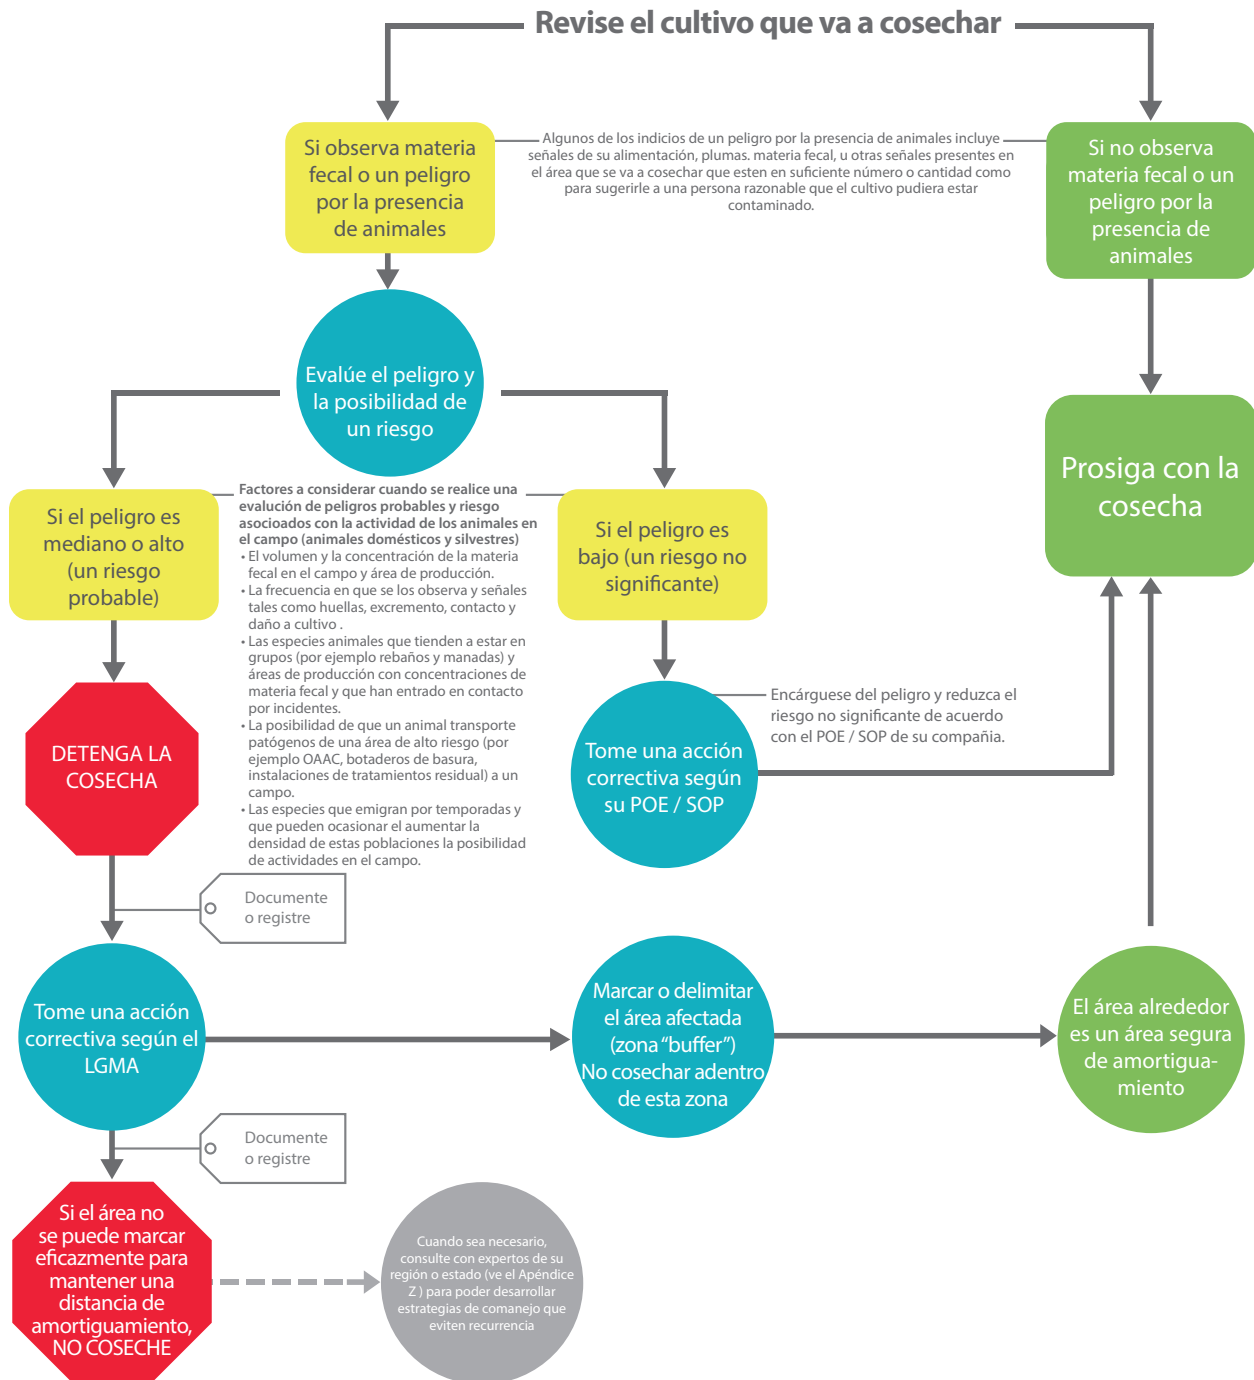 Revise el cultivo que va a cosechar
Si observa materia
fecal o un peligro
por la presencia
de animales
Algunos de los indicios de un peligro por la presencia de animales incluye
señales de su alimentación, plumas. materia fecal, u otras señales presentes en
el área que se va a cosechar que esten en suficiente número o cantidad como
para sugerirle a una persona razonable que el cultivo pudiera estar
contaminado.
Si no observa
materia fecal o un
peligro por la
presencia de
animales
Evalúe el peligro y
la posibilidad de
un riesgo
Prosiga con la
cosecha
Si el peligro es
mediano o alto
(un riesgo
probable)
Factores a considerar cuando se realice una
evalución de peligros probables y riesgo
asocioados con la actividad de los animales en
el campo (animales domésticos y silvestres)
• El volumen y la concentración de la materia
fecal en el campo y área de producción.
• La frecuencia en que se los observa y señales
tales como huellas, excremento, contacto y
daño a cultivo .
• Las especies animales que tienden a estar en
grupos (por ejemplo rebaños y manadas) y
áreas de producción con concentraciones de
materia fecal y que han entrado en contacto
por incidentes.
• La posibilidad de que un animal transporte
patógenos de una área de alto riesgo (por
ejemplo OAAC, botaderos de basura,
instalaciones de tratamientos residual) a un
campo.
• Las especies que emigran por temporadas y
que pueden ocasionar el aumentar la
densidad de estas poblaciones la posibilidad
de actividades en el campo.
Si el peligro es
bajo (un riesgo no
significante)
DETENGA LA
COSECHA
Tome una acción
correctiva según
su POE / SOP
Encárguese del peligro y reduzca el
riesgo no significante de acuerdo
con el POE / SOP de su compañia.
Documente
o registre
Tome una acción
correctiva según el
LGMA
Marcar o delimitar
el área afectada
(zona “buffer”)
No cosechar adentro
de esta zona
El área alrededor
es un área segura
de amortigua-
miento
Documente
o registre
Si el área no
se puede marcar
eficazmente para
mantener una
distancia de
amortiguamiento,
NO COSECHE
Cuando sea necesario,
consulte con expertos de su
región o estado (ve el Apéndice
Z ) para poder desarrollar
estrategias de comanejo que
eviten recurrencia